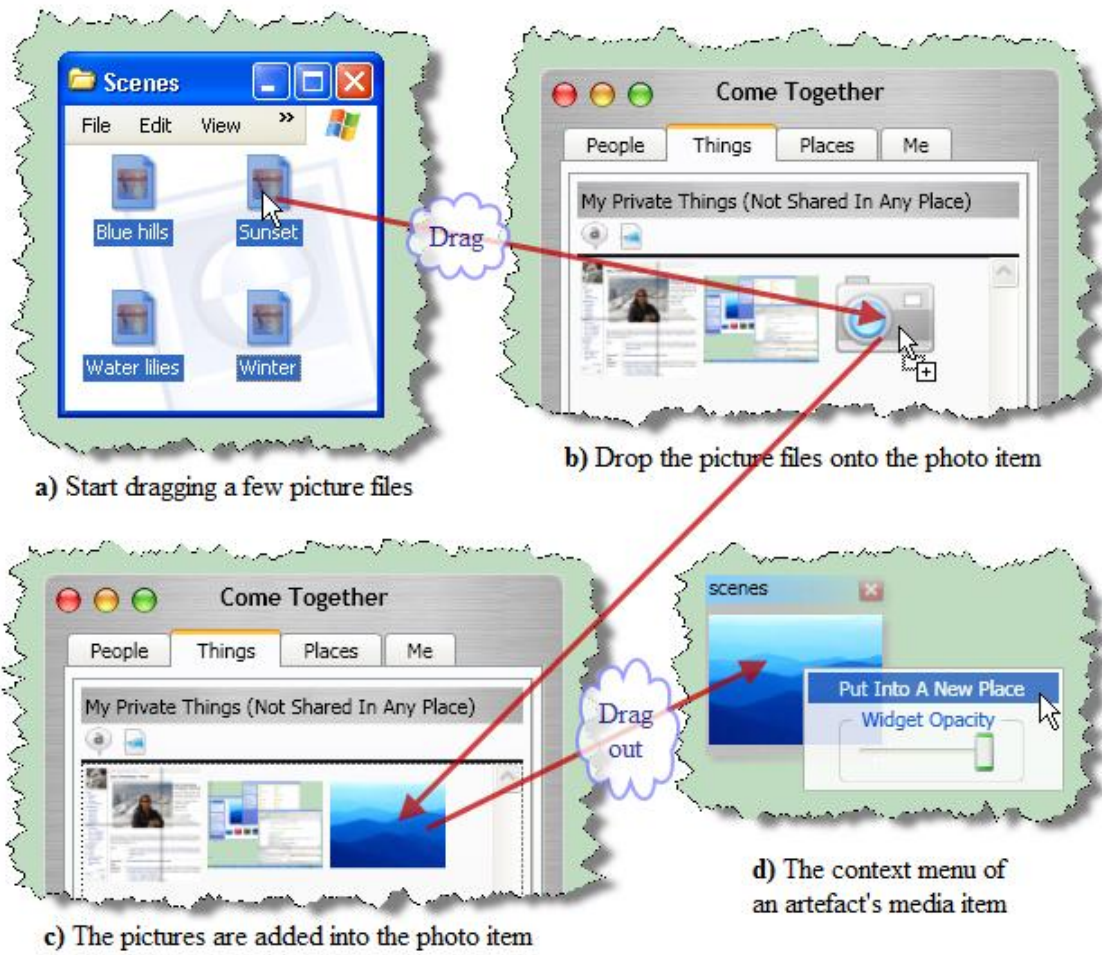 Scenes
File Edit View »
Blue hills Sunset
Water lilies Winter
a) Start dragging a few picture files
Drag
Come Together
People Things Places Me
My Private Things (Not Shared In Any Place)
b) Drop the picture files onto the photo item
Come Together
People Things Places Me
My Private Things (Not Shared In Any Place)
c) The pictures are added into the photo item
Drag
out
scenes
Put Into A New Place
Widget Opacity
d) The context menu of
an artefact's media item